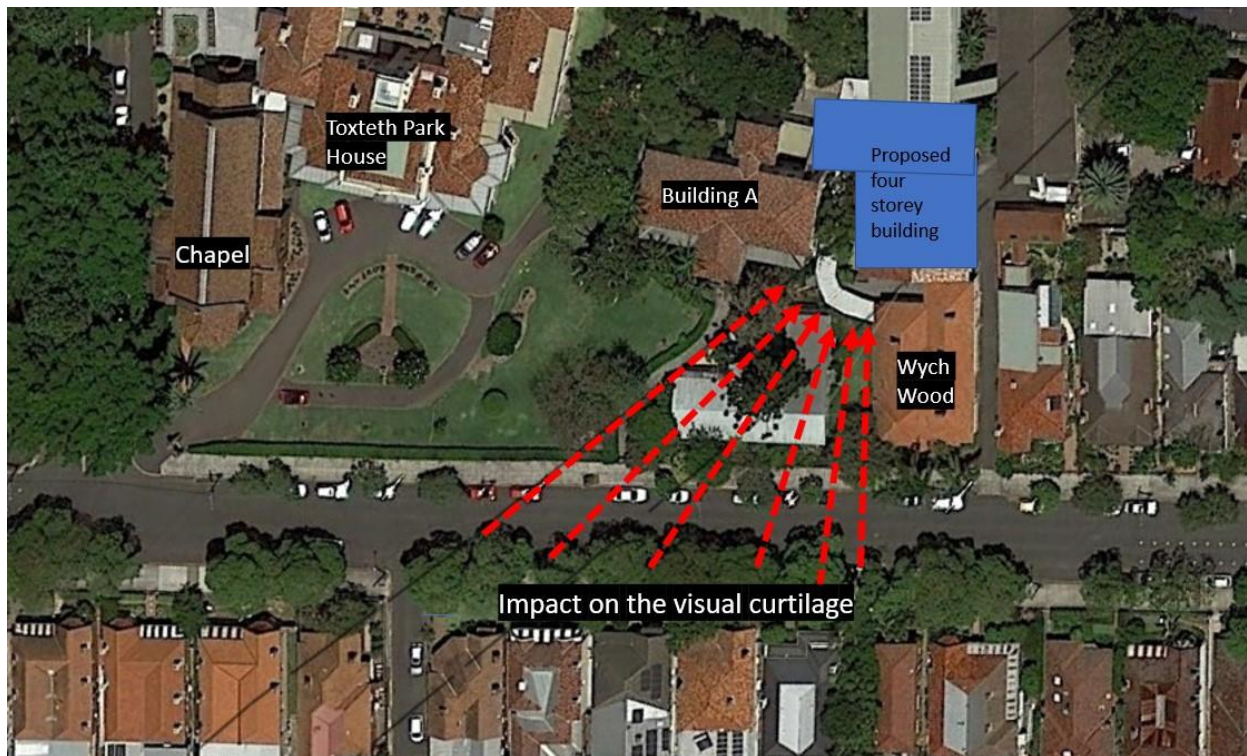 Toxteth Park
House
Building A
Proposed
four
storey
building
Chapel
Wych
Wood
Impact on the visual curtilage